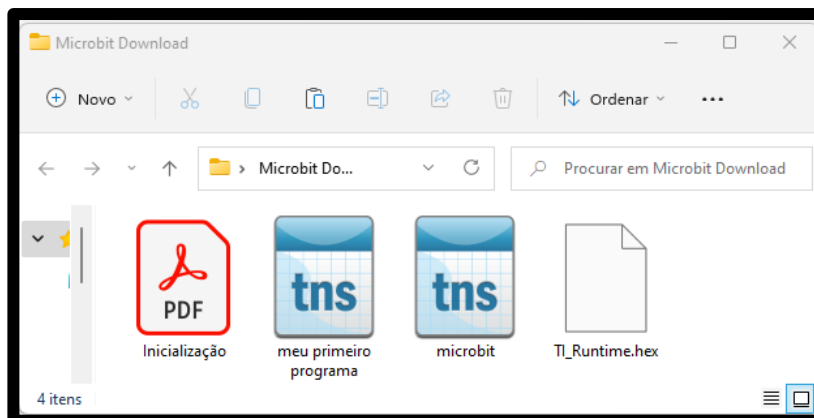 Microbit Download
Novo
Ordenar
Microbit Do...
Procurar em Microbit Download
PDF
tns
tns
Inicialização
meu primeiro
programa
microbit
TI_Runtime.hex
4 itens